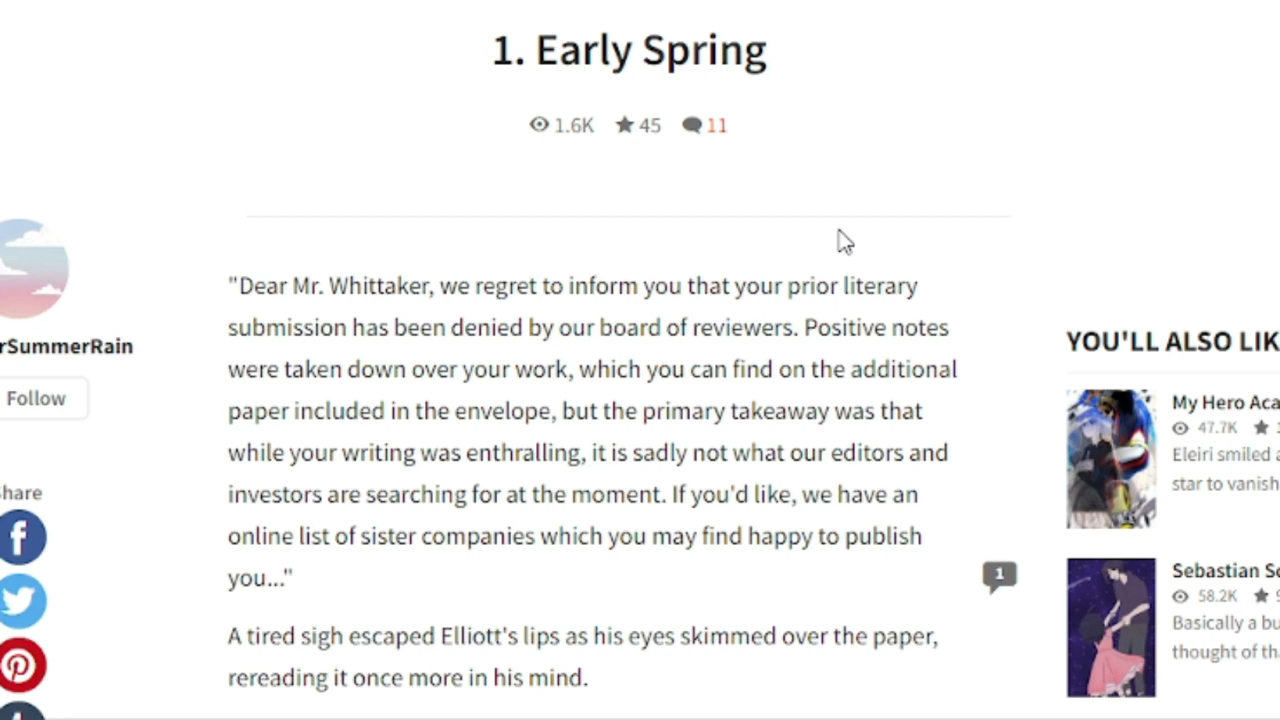 1. Early Spring
1.6K 45 11
"Dear Mr. Whittaker, we regret to inform you that your prior literary
submission has been denied by our board of reviewers. Positive notes
were taken down over your work, which you can find on the additional
paper included in the envelope, but the primary takeaway was that
while your writing was enthralling, it is sadly not what our editors and
investors are searching for at the moment. If you'd like, we have an
online list of sister companies which you may find happy to publish
you..."
1
A tired sigh escaped Elliott's lips as his eyes skimmed over the paper,
rereading it once more in his mind.
rSummerRain
Follow
Share
YOU'LL ALSO LIK
My Hero Aca
47.7K
Eleiri smiled a
star to vanish
Sebastian So
58.2K 9
Basically a bu
thought of tha